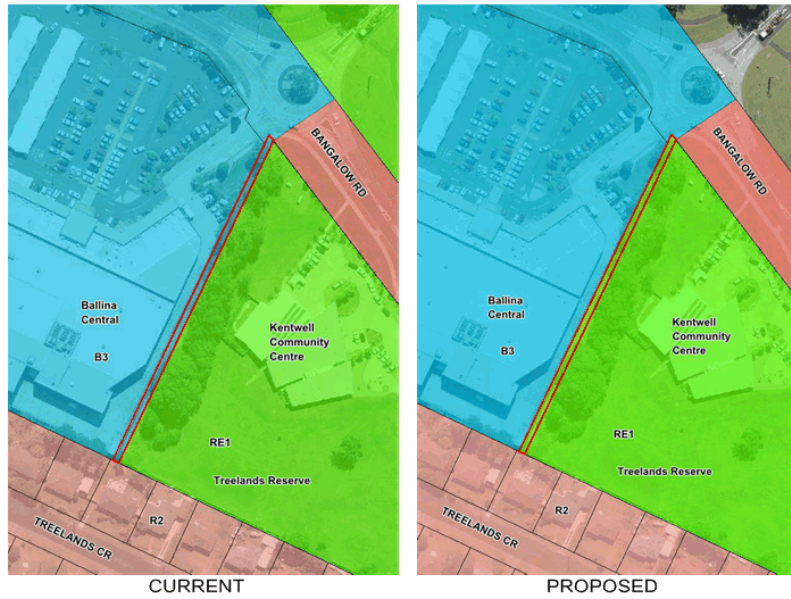 BANGALOW RD
Ballina
Central
B3
Kentwell
Community
Centre
RE1
Treelands Reserve
R2
TREELANDS CR
CURRENT
BANGALOW RD
Ballina
Central
B3
Kentwell
Community
Centre
RE1
Treelands Reserve
R2
TREELANDS CR
PROPOSED